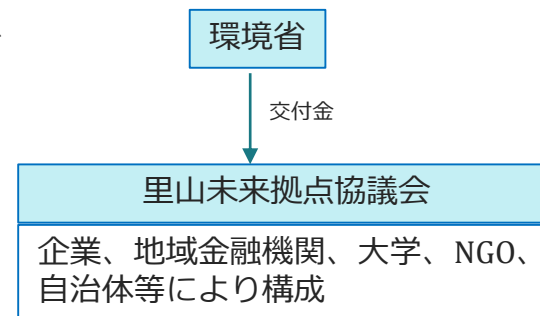 環境省
交付金
里山未来拠点協議会
企業、地域金融機関、大学、NGO、
自治体等により構成